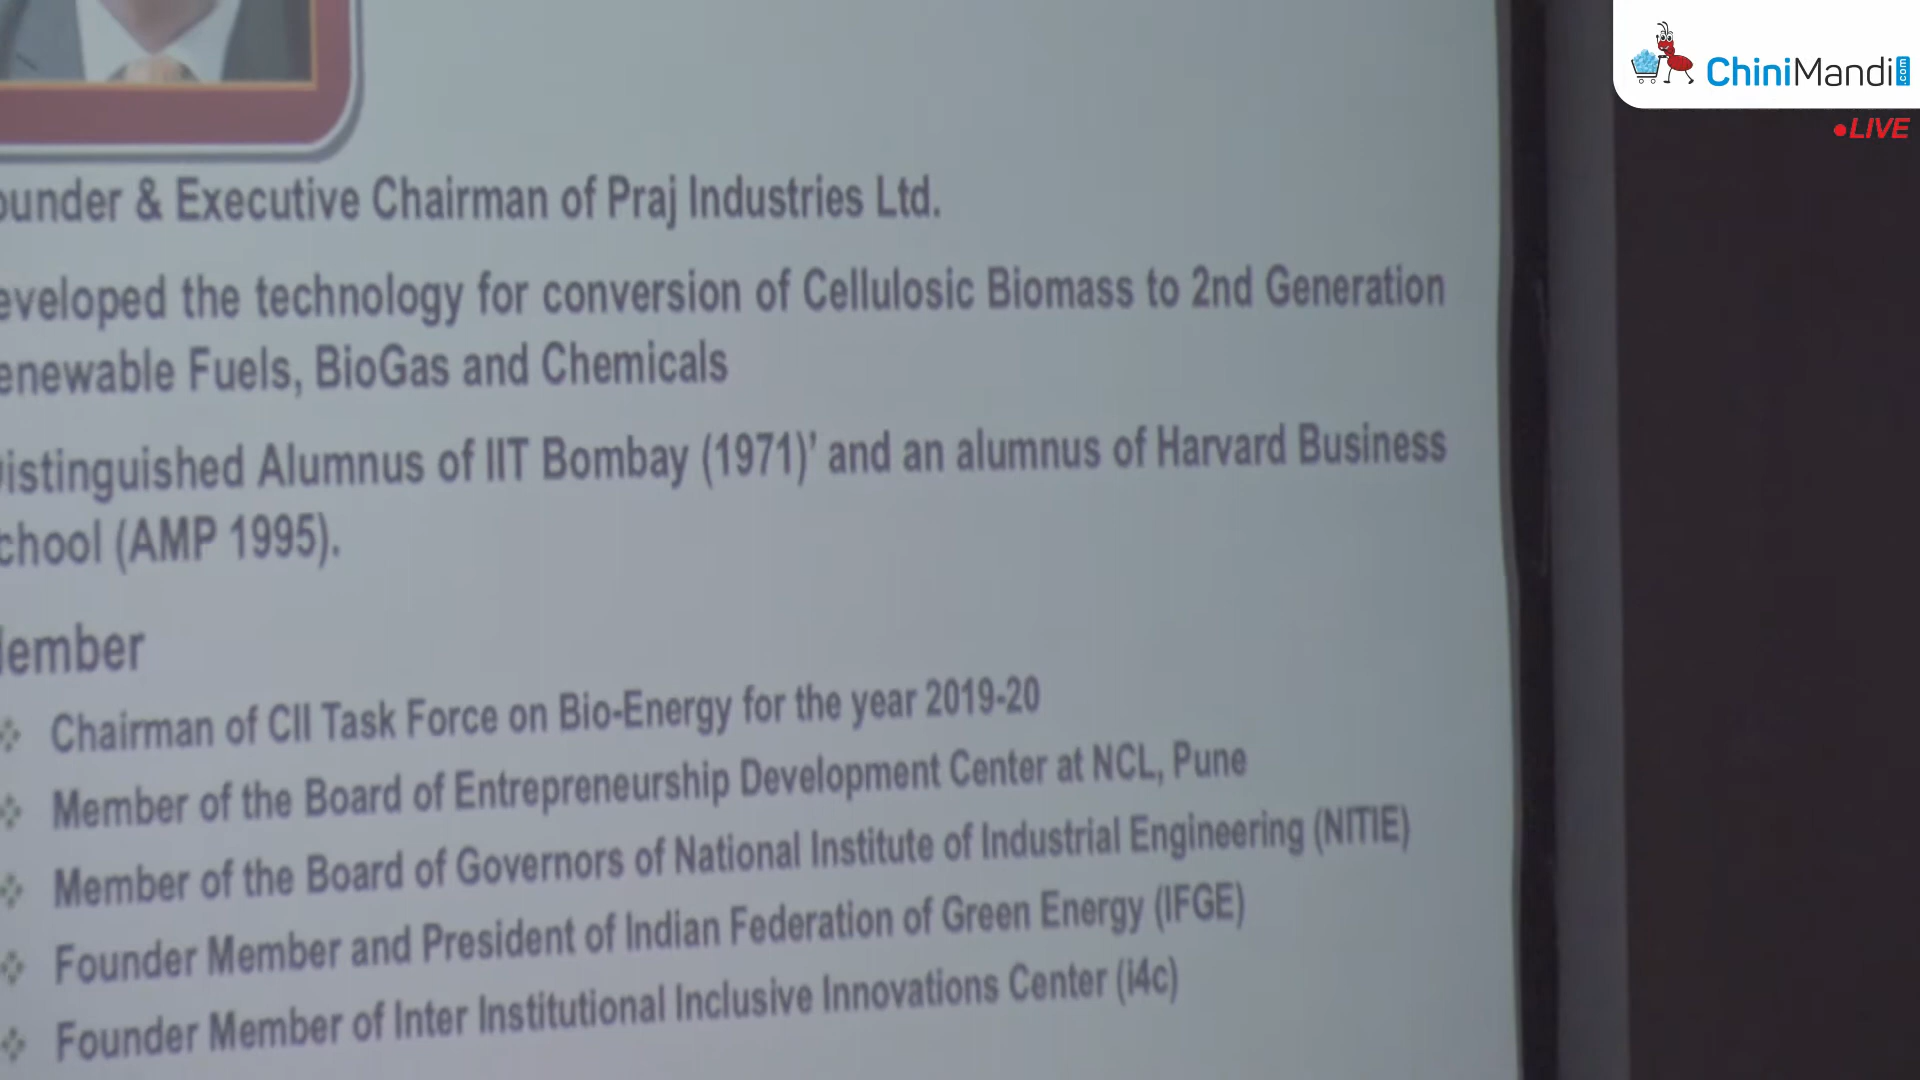 ChiniMandi.com
LIVE
ounder & Executive Chairman of Praj Industries Ltd.
eveloped the technology for conversion of Cellulosic Biomass to 2nd Generation
enewable Fuels, BioGas and Chemicals
istinguished Alumnus of IIT Bombay (1971)' and an alumnus of Harvard Business
chool (AMP 1995).
ember
Chairman of CII Task Force on Bio-Energy for the year 2019-20
Member of the Board of Entrepreneurship Development Center at NCL, Pune
Member of the Board of Governors of National Institute of Industrial Engineering (NITIE)
Founder Member and President of Indian Federation of Green Energy (IFGE)
Founder Member of Inter Institutional Inclusive Innovations Center (i4c)